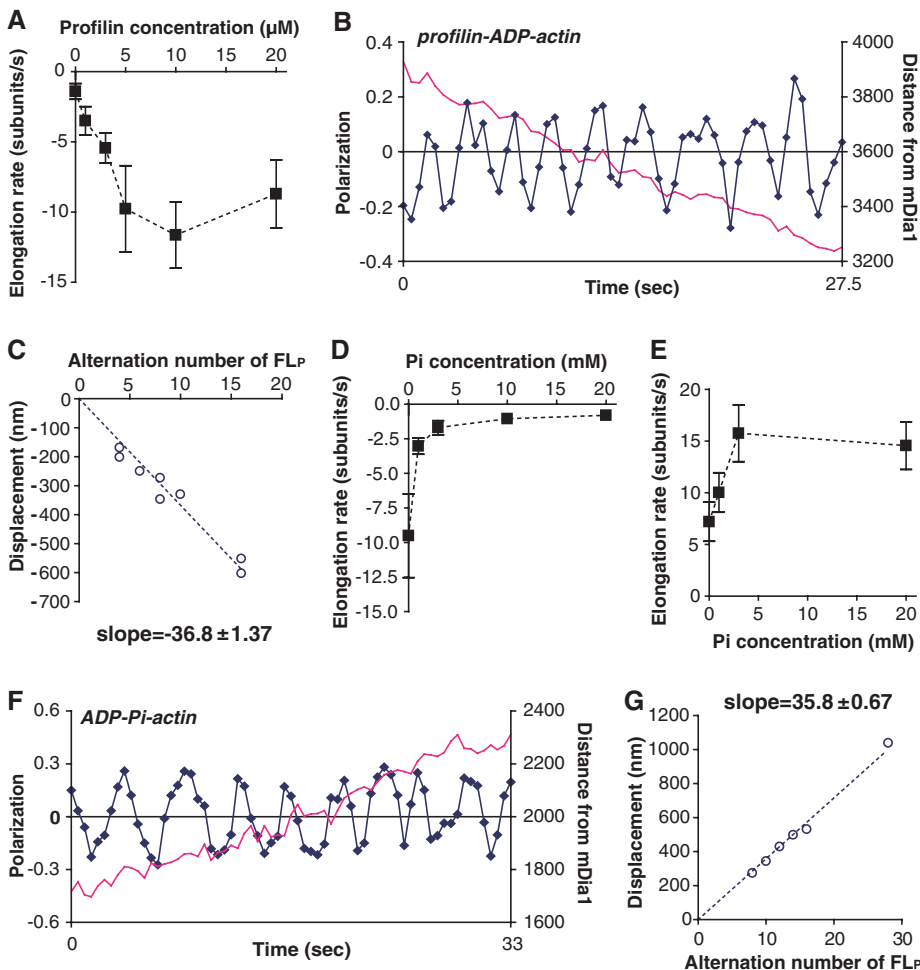 A
Profilin concentration (µM)
0 5 10 15 20
Elongation rate (subunits/s)
0
-5
-10
-15
B
profilin-ADP-actin
Polarization
0.4
0.2
0
-0.2
-0.4
Distance from mDia1
4000
3800
3600
3400
3200
0
Time (sec)
27.5
C
Alternation number of FLP
0 5 10 15 20
Displacement (nm)
0
-100
-200
-300
-400
-500
-600
-700
slope=-36.8 ±1.37
D
Pi concentration (mM)
0 5 10 15 20
Elongation rate (subunits/s)
0.0
-2.5
-5.0
-7.5
-10.0
-12.5
-15.0
E
Elongation rate (subunits/s)
20
15
10
5
0
0 5 10 15 20
Pi concentration (mM)
F
ADP-Pi-actin
Polarization
0.6
0.3
0
-0.3
-0.6
Distance from mDia1
2400
2200
2000
1800
1600
0
Time (sec)
33
G
slope=35.8 ±0.67
Displacement (nm)
1200
1000
800
600
400
200
0
0 10 20 30
Alternation number of FLP